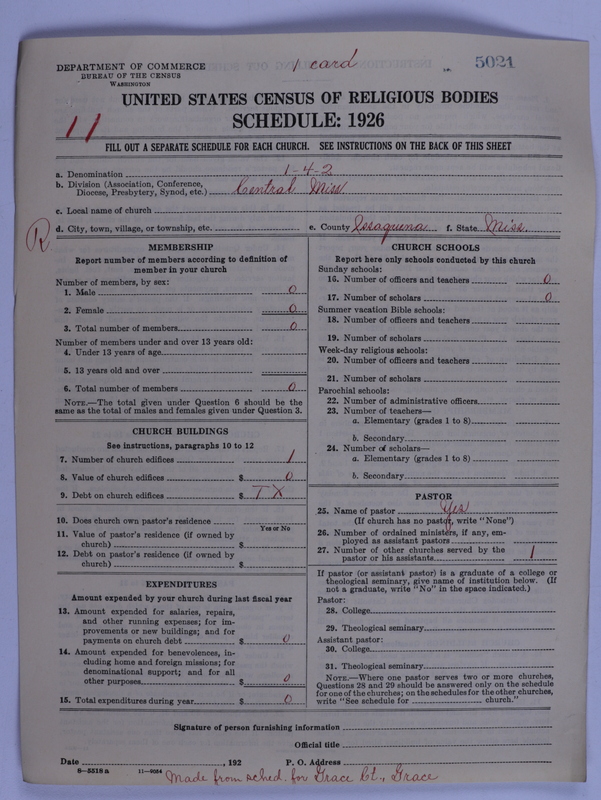 DEPARTMENT OF COMMERCE
BUREAU OF THE CENSUS
WASHINGTON
1 card
5021
UNITED STATES CENSUS OF RELIGIOUS BODIES
SCHEDULE: 1926
11
FILL OUT A SEPARATE SCHEDULE FOR EACH CHURCH. SEE INSTRUCTIONS ON THE BACK OF THIS SHEET
a. Denomination 1-4-2
b. Division (Association, Conference, Diocese, Presbytery, Synod, etc.) Central Miss
c. Local name of church
R
d. City, town, village, or township, etc. e. County Issaquena f. State Miss.
MEMBERSHIP
Report number of members according to definition of
member in your church
Number of members, by sex:
1. Male 0
2. Female 0
3. Total number of members 0
Number of members under and over 13 years old:
4. Under 13 years of age
5. 13 years old and over
6. Total number of members 0
NOTE.—The total given under Question 6 should be the
same as the total of males and females given under Question 3.
CHURCH BUILDINGS
See instructions, paragraphs 10 to 12
7. Number of church edifices 1
8. Value of church edifices $ 0
9. Debt on church edifices $ TX
10. Does church own pastor's residence
Yes or No
11. Value of pastor's residence (if owned by
church) $
12. Debt on pastor's residence (if owned by
church) $
EXPENDITURES
Amount expended by your church during last fiscal year
13. Amount expended for salaries, repairs,
and other running expenses; for im-
provements or new buildings; and for
payments on church debt $ 0
14. Amount expended for benevolences, in-
cluding home and foreign missions; for
denominational support; and for all
other purposes $ 0
15. Total expenditures during year $ 0
CHURCH SCHOOLS
Report here only schools conducted by this church
Sunday schools:
16. Number of officers and teachers 0
17. Number of scholars 0
Summer vacation Bible schools:
18. Number of officers and teachers
19. Number of scholars
Week-day religious schools:
20. Number of officers and teachers
21. Number of scholars
Parochial schools:
22. Number of administrative officers
23. Number of teachers—
a. Elementary (grades 1 to 8)
b. Secondary
24. Number of scholars—
a. Elementary (grades 1 to 8)
b. Secondary
PASTOR
25. Name of pastor Yes
(If church has no pastor, write "None")
26. Number of ordained ministers, if any, em-
ployed as assistant pastors
27. Number of other churches served by the
pastor or his assistants 1
If pastor (or assistant pastor) is a graduate of a college or
theological seminary, give name of institution below. (If
not a graduate, write "No" in the space indicated.)
Pastor:
28. College
29. Theological seminary
Assistant pastor:
30. College
31. Theological seminary
NOTE.—Where one pastor serves two or more churches,
Questions 28 and 29 should be answered only on the schedule
for one of the churches; on the schedules for the other churches,
write "See schedule for church."
Signature of person furnishing information
Official title
Date , 192 P. O. Address
8—5518 a 11—9034
Made from sched. for Grace Ct., Grace